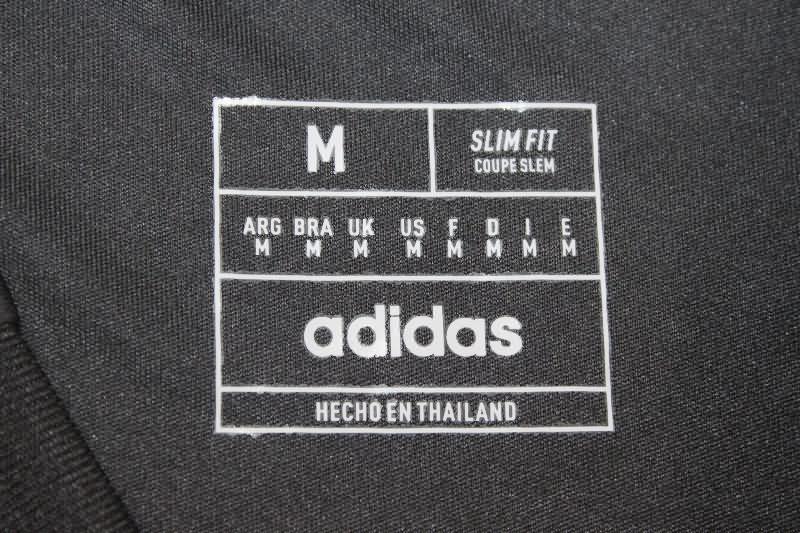 M
SLIM FIT
COUPE SLEM
ARG BRA UK US F D I E
M M M M M M M M
adidas
HECHO EN THAILAND